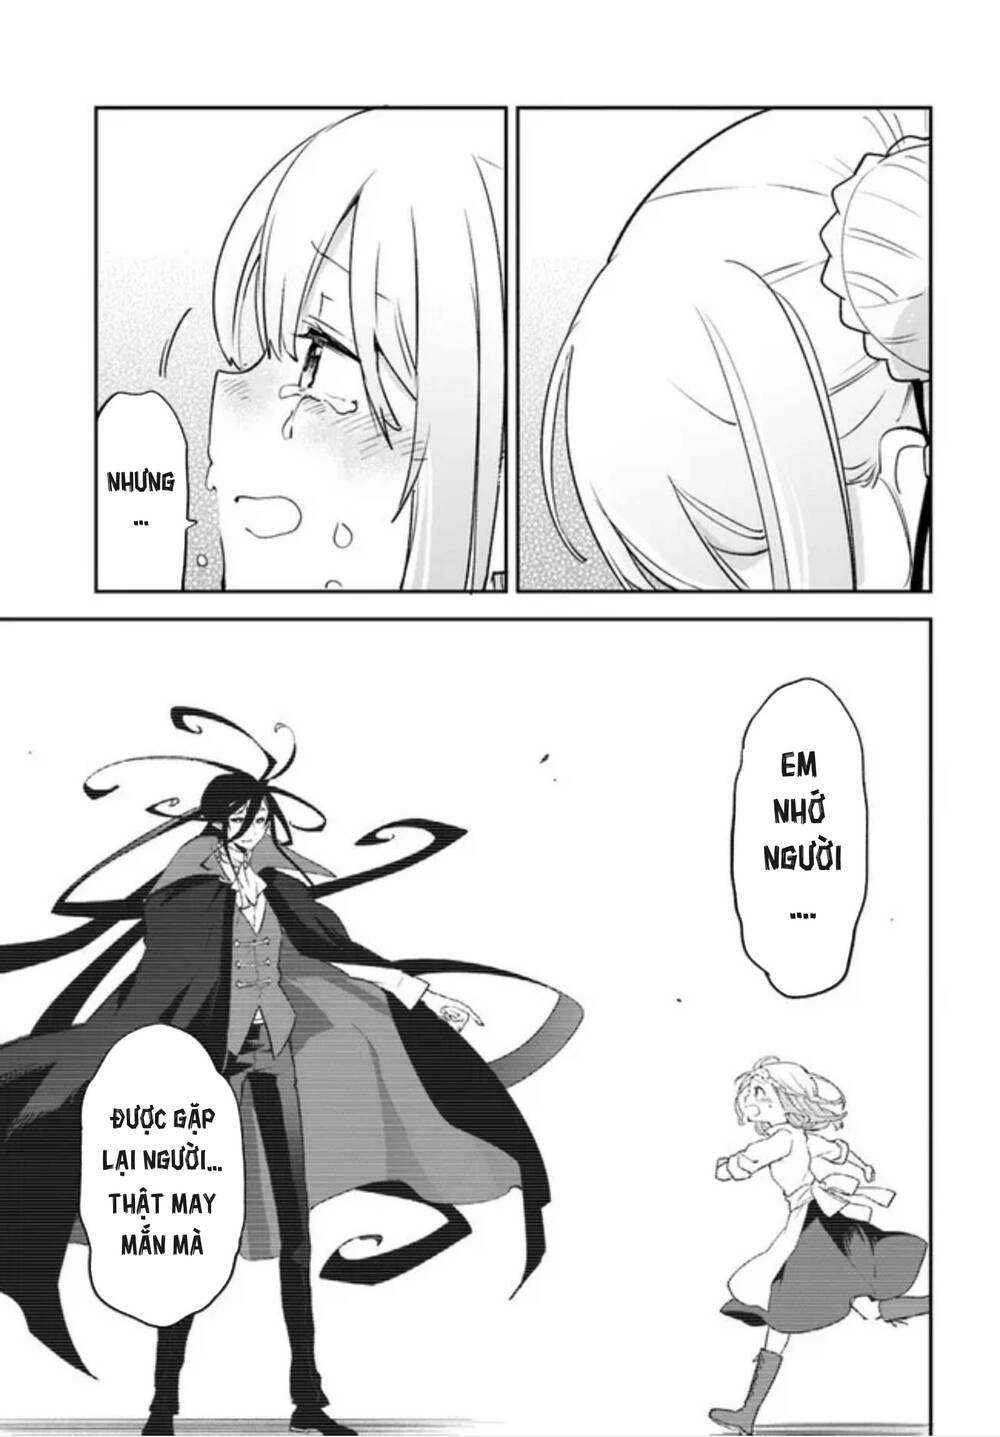 NHƯNG
...
EM
NHỚ
NGƯỜI
.....
ĐƯỢC GẶP
LẠI NGƯỜI...
THẬT MAY
MẮN MÀ